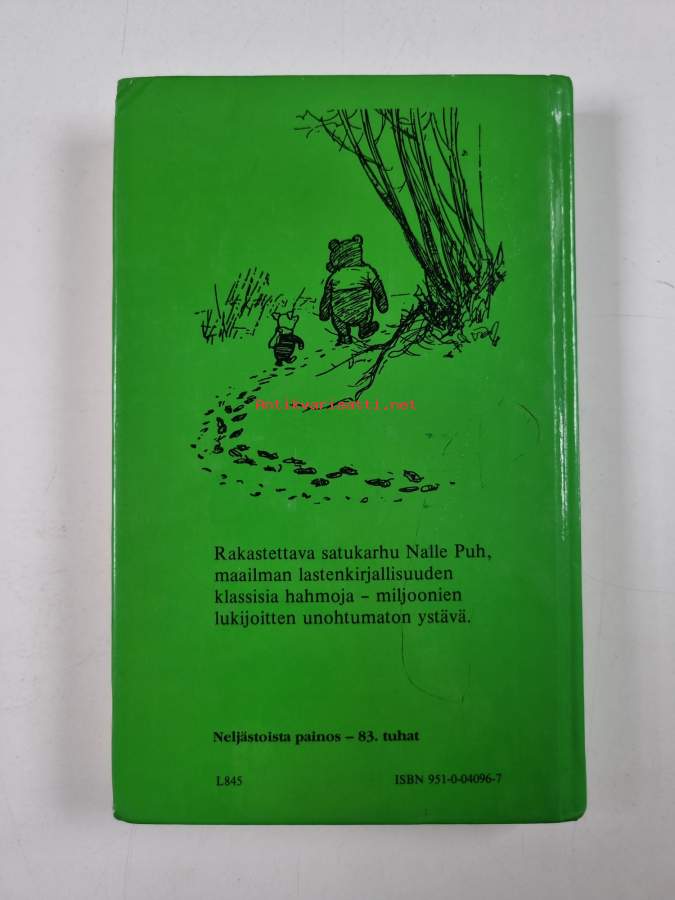 Antikvariaatti.net
Rakastettava satukarhu Nalle Puh,
maailman lastenkirjallisuuden
klassisia hahmoja – miljoonien
lukijoitten unohtumaton ystävä.
Neljästoista painos – 83. tuhat
L845 ISBN 951-0-04096-7